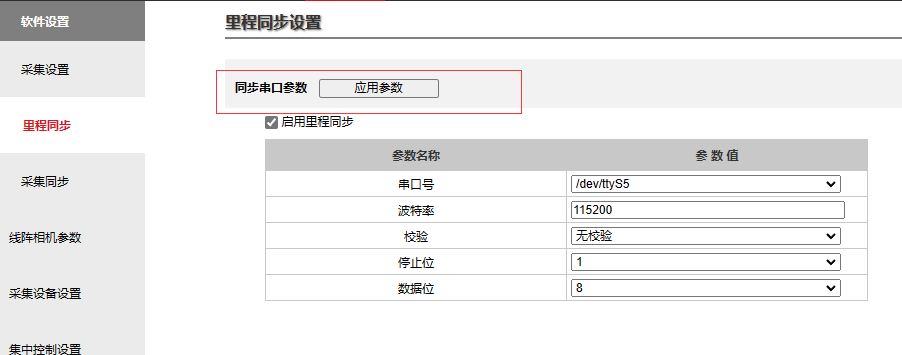 软件设置
采集设置
里程同步
采集同步
线阵相机参数
采集设备设置
集中控制设置
里程同步设置
同步串口参数 应用参数
启用里程同步
参数名称 参 数 值
串口号 /dev/ttyS5
波特率 115200
校验 无校验
停止位 1
数据位 8